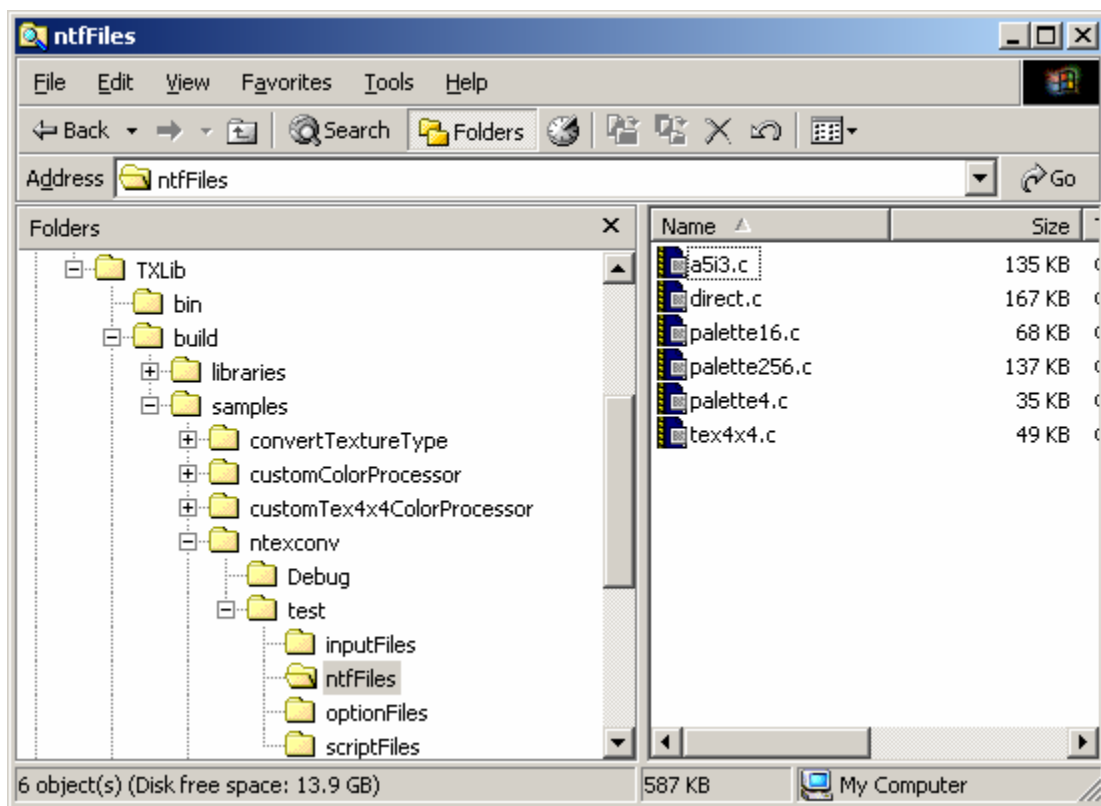 ntfFiles
File Edit View Favorites Tools Help
Back Search Folders
Address ntfFiles Go
Folders
TXLib
bin
build
libraries
samples
convertTextureType
customColorProcessor
customTex4x4ColorProcessor
ntexconv
Debug
test
inputFiles
ntfFiles
optionFiles
scriptFiles
Name Size
a5i3.c 135 KB
direct.c 167 KB
palette16.c 68 KB
palette256.c 137 KB
palette4.c 35 KB
tex4x4.c 49 KB
6 object(s) (Disk free space: 13.9 GB) 587 KB My Computer